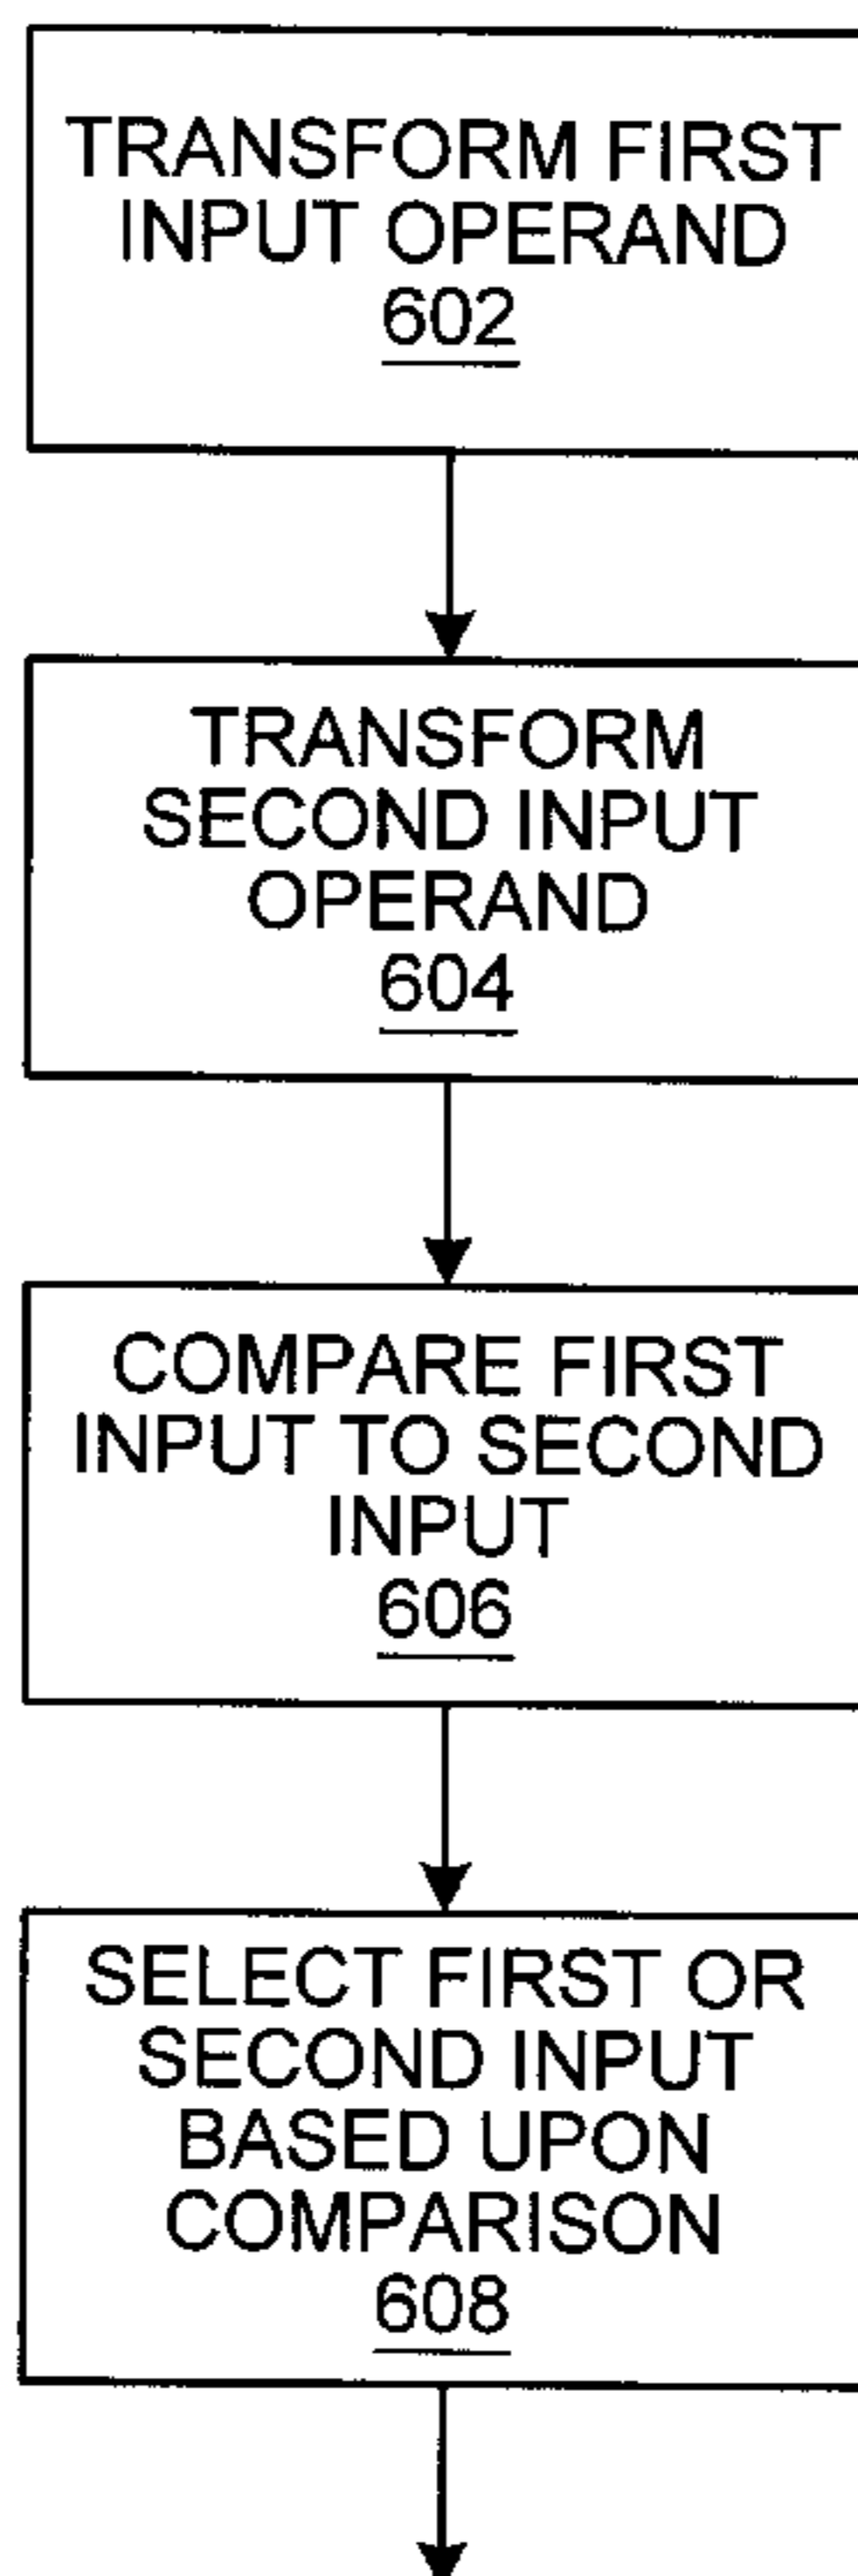 TRANSFORM FIRST
INPUT OPERAND
602
TRANSFORM
SECOND INPUT
OPERAND
604
COMPARE FIRST
INPUT TO SECOND
INPUT
606
SELECT FIRST OR
SECOND INPUT
BASED UPON
COMPARISON
608